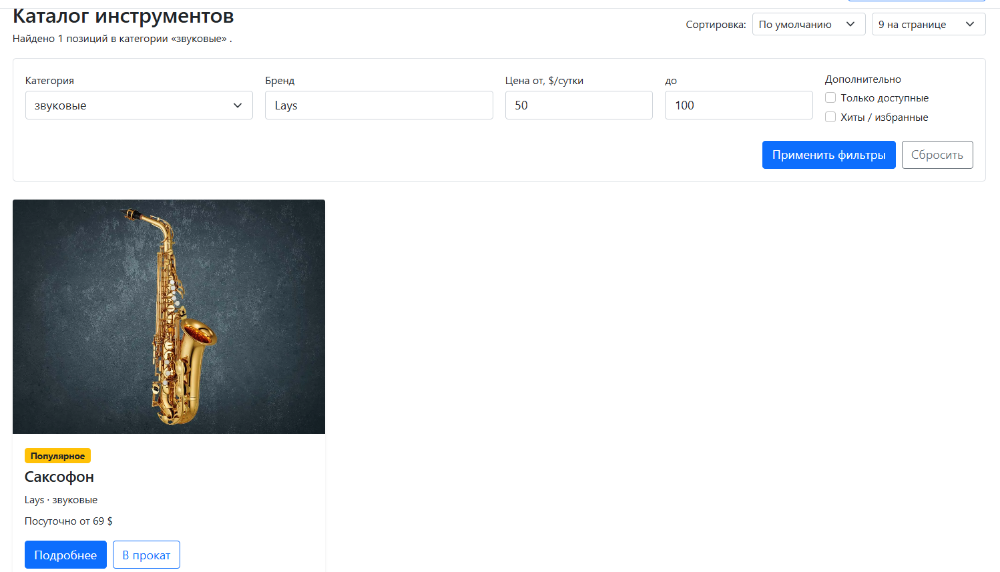 Каталог инструментов
Сортировка: По умолчанию 9 на странице
Найдено 1 позиций в категории «звуковые» .
Категория Бренд Цена от, $/сутки до Дополнительно
звуковые Lays 50 100 Только доступные
Хиты / избранные
Применить фильтры Сбросить
Популярное
Саксофон
Lays · звуковые
Посуточно от 69 $
Подробнее В прокат